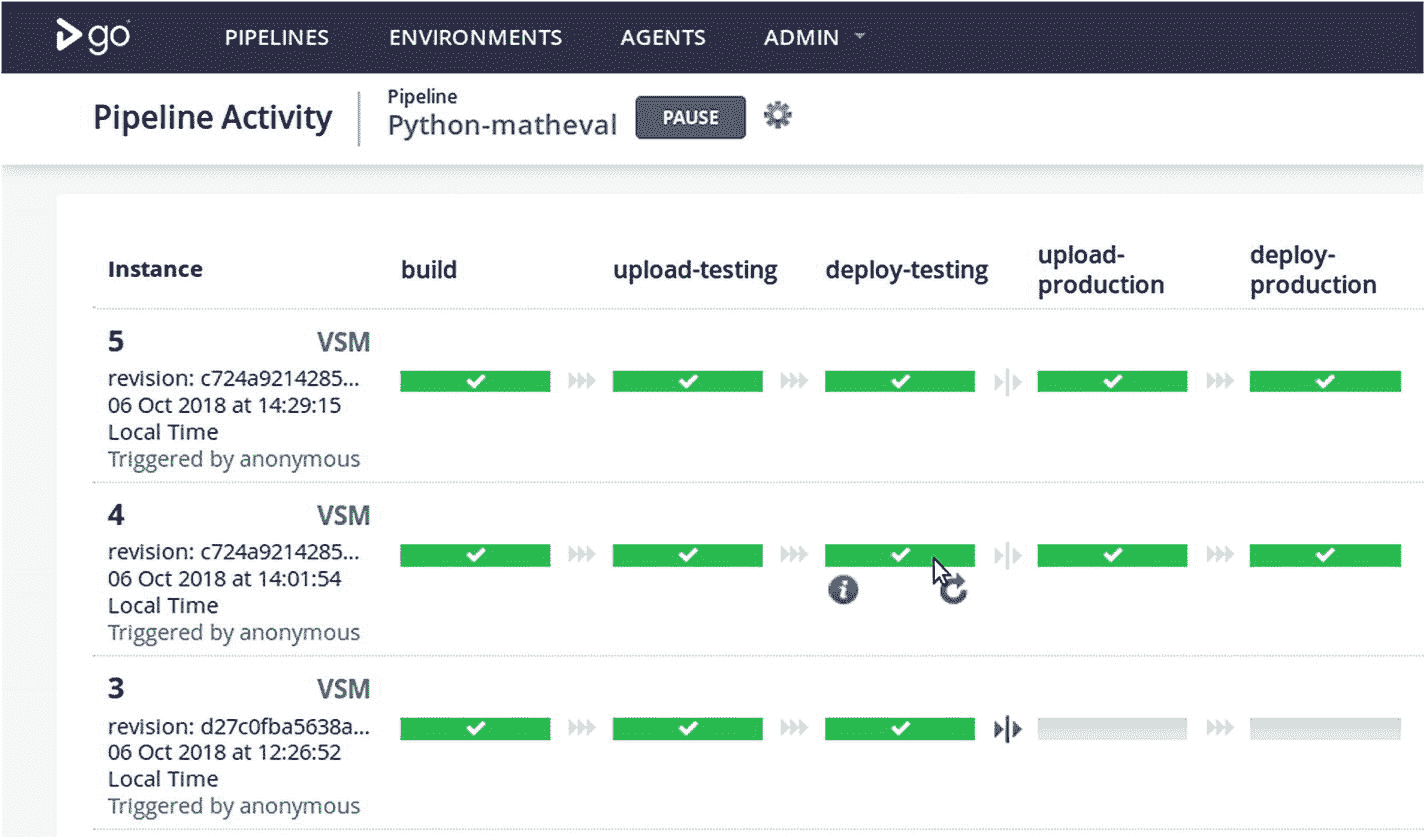 go
PIPELINES ENVIRONMENTS AGENTS ADMIN
Pipeline Activity
Pipeline
Python-matheval
PAUSE
Instance build upload-testing deploy-testing upload-production deploy-production
5 VSM
revision: c724a9214285...
06 Oct 2018 at 14:29:15
Local Time
Triggered by anonymous
4 VSM
revision: c724a9214285...
06 Oct 2018 at 14:01:54
Local Time
Triggered by anonymous
3 VSM
revision: d27c0fba5638a...
06 Oct 2018 at 12:26:52
Local Time
Triggered by anonymous